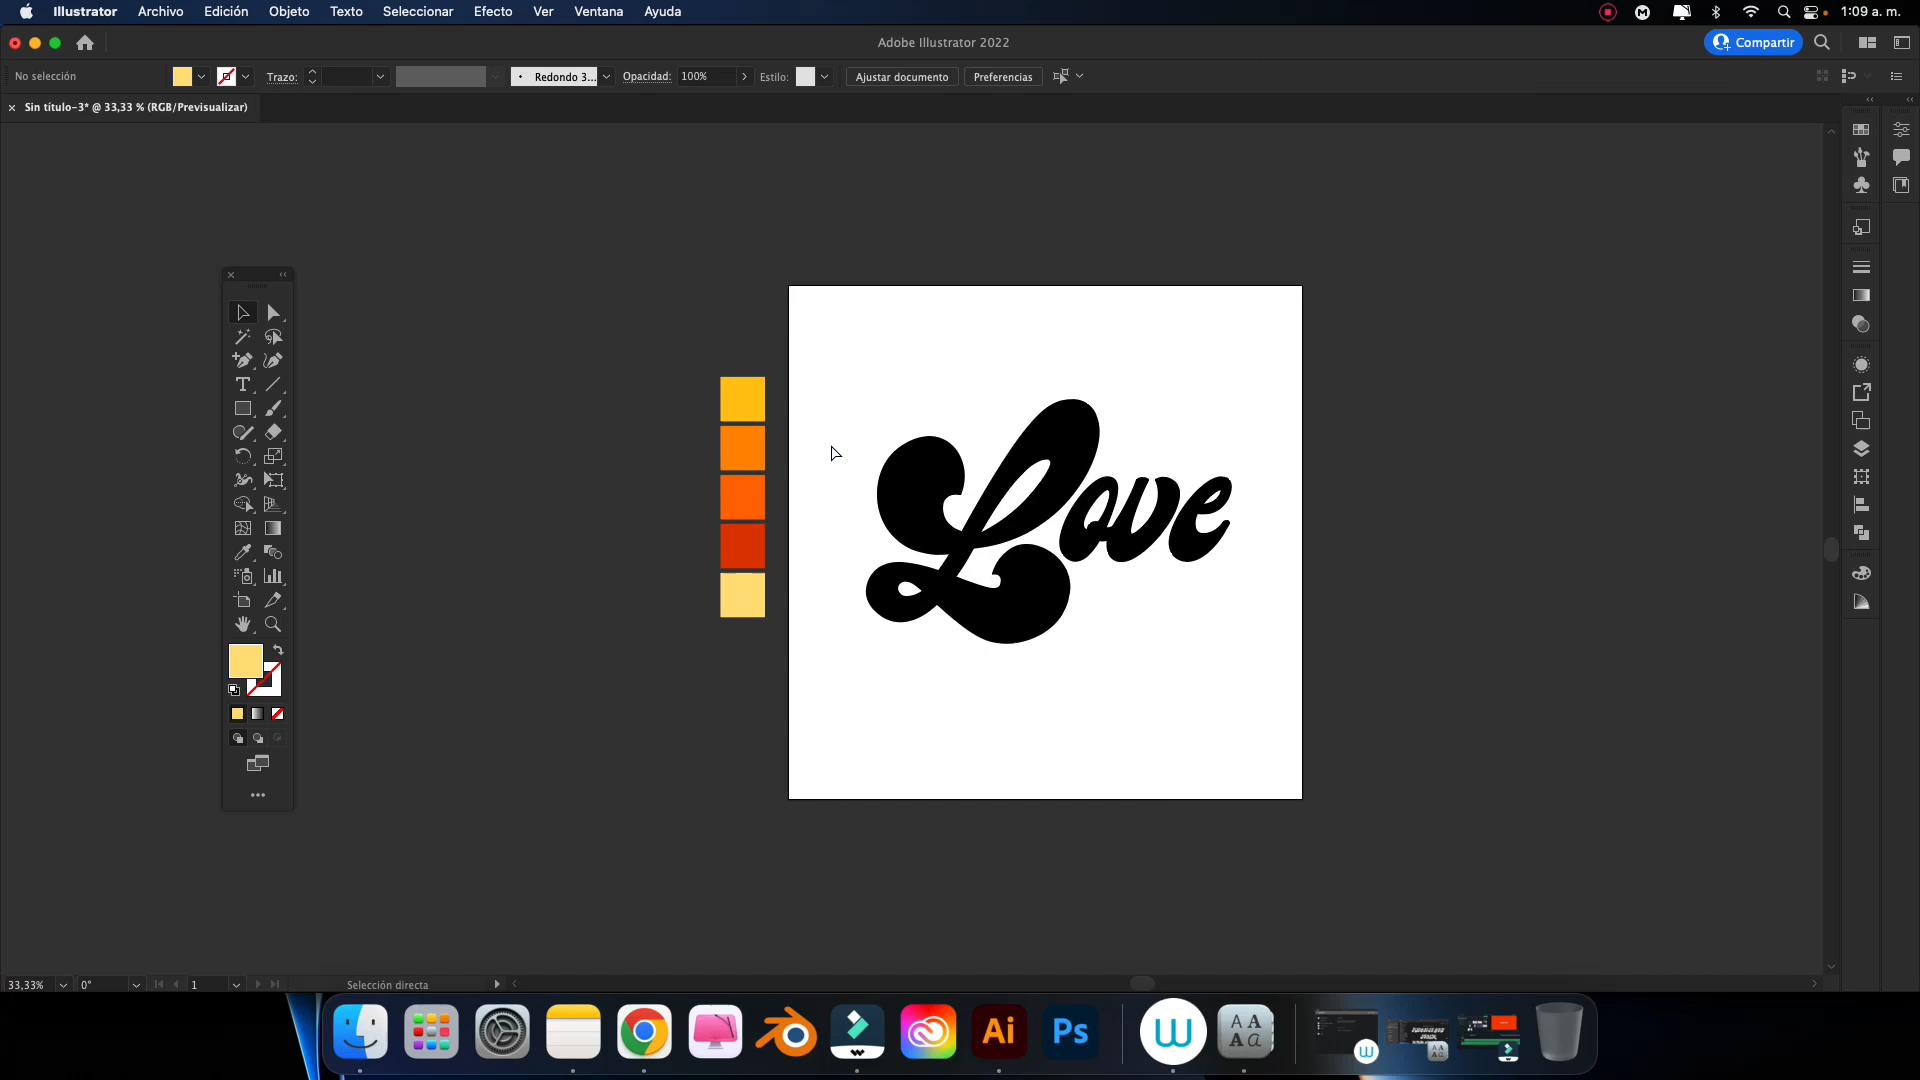 Illustrator Archivo Edición Objeto Texto Seleccionar Efecto Ver Ventana Ayuda 1:09 a. m.
Adobe Illustrator 2022 Compartir
No selección Trazo: Redondo 3... Opacidad: 100% Estilo: Ajustar documento Preferencias
Sin título-3* @ 33,33 % (RGB/Previsualizar)
Love
33,33% 0° 1 Selección directa
Ai Ps